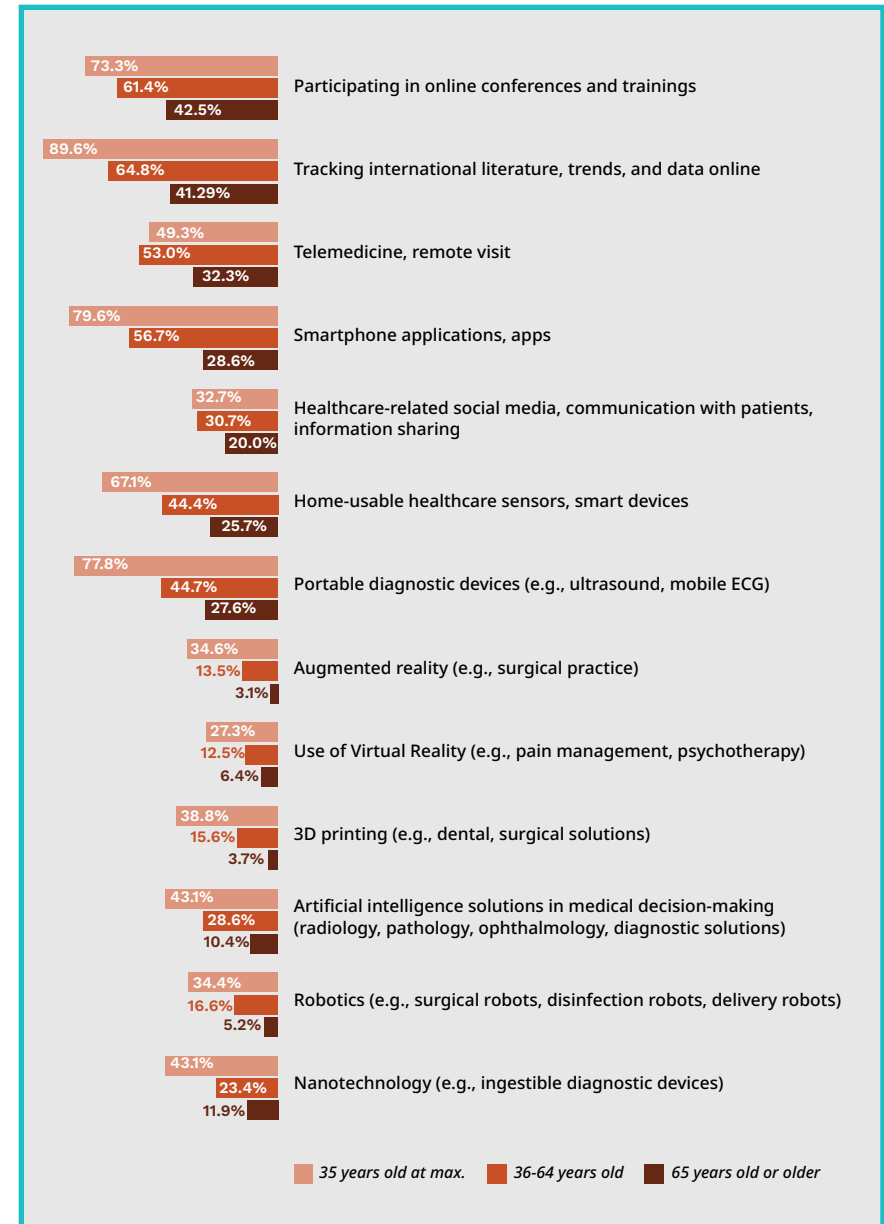 73.3%
61.4%
42.5%
Participating in online conferences and trainings
89.6%
64.8%
41.29%
Tracking international literature, trends, and data online
49.3%
53.0%
32.3%
Telemedicine, remote visit
79.6%
56.7%
28.6%
Smartphone applications, apps
32.7%
30.7%
20.0%
Healthcare-related social media, communication with patients,
information sharing
67.1%
44.4%
25.7%
Home-usable healthcare sensors, smart devices
77.8%
44.7%
27.6%
Portable diagnostic devices (e.g., ultrasound, mobile ECG)
34.6%
13.5%
3.1%
Augmented reality (e.g., surgical practice)
27.3%
12.5%
6.4%
Use of Virtual Reality (e.g., pain management, psychotherapy)
38.8%
15.6%
3.7%
3D printing (e.g., dental, surgical solutions)
43.1%
28.6%
10.4%
Artificial intelligence solutions in medical decision-making
(radiology, pathology, ophthalmology, diagnostic solutions)
34.4%
16.6%
5.2%
Robotics (e.g., surgical robots, disinfection robots, delivery robots)
43.1%
23.4%
11.9%
Nanotechnology (e.g., ingestible diagnostic devices)
35 years old at max. 36-64 years old 65 years old or older